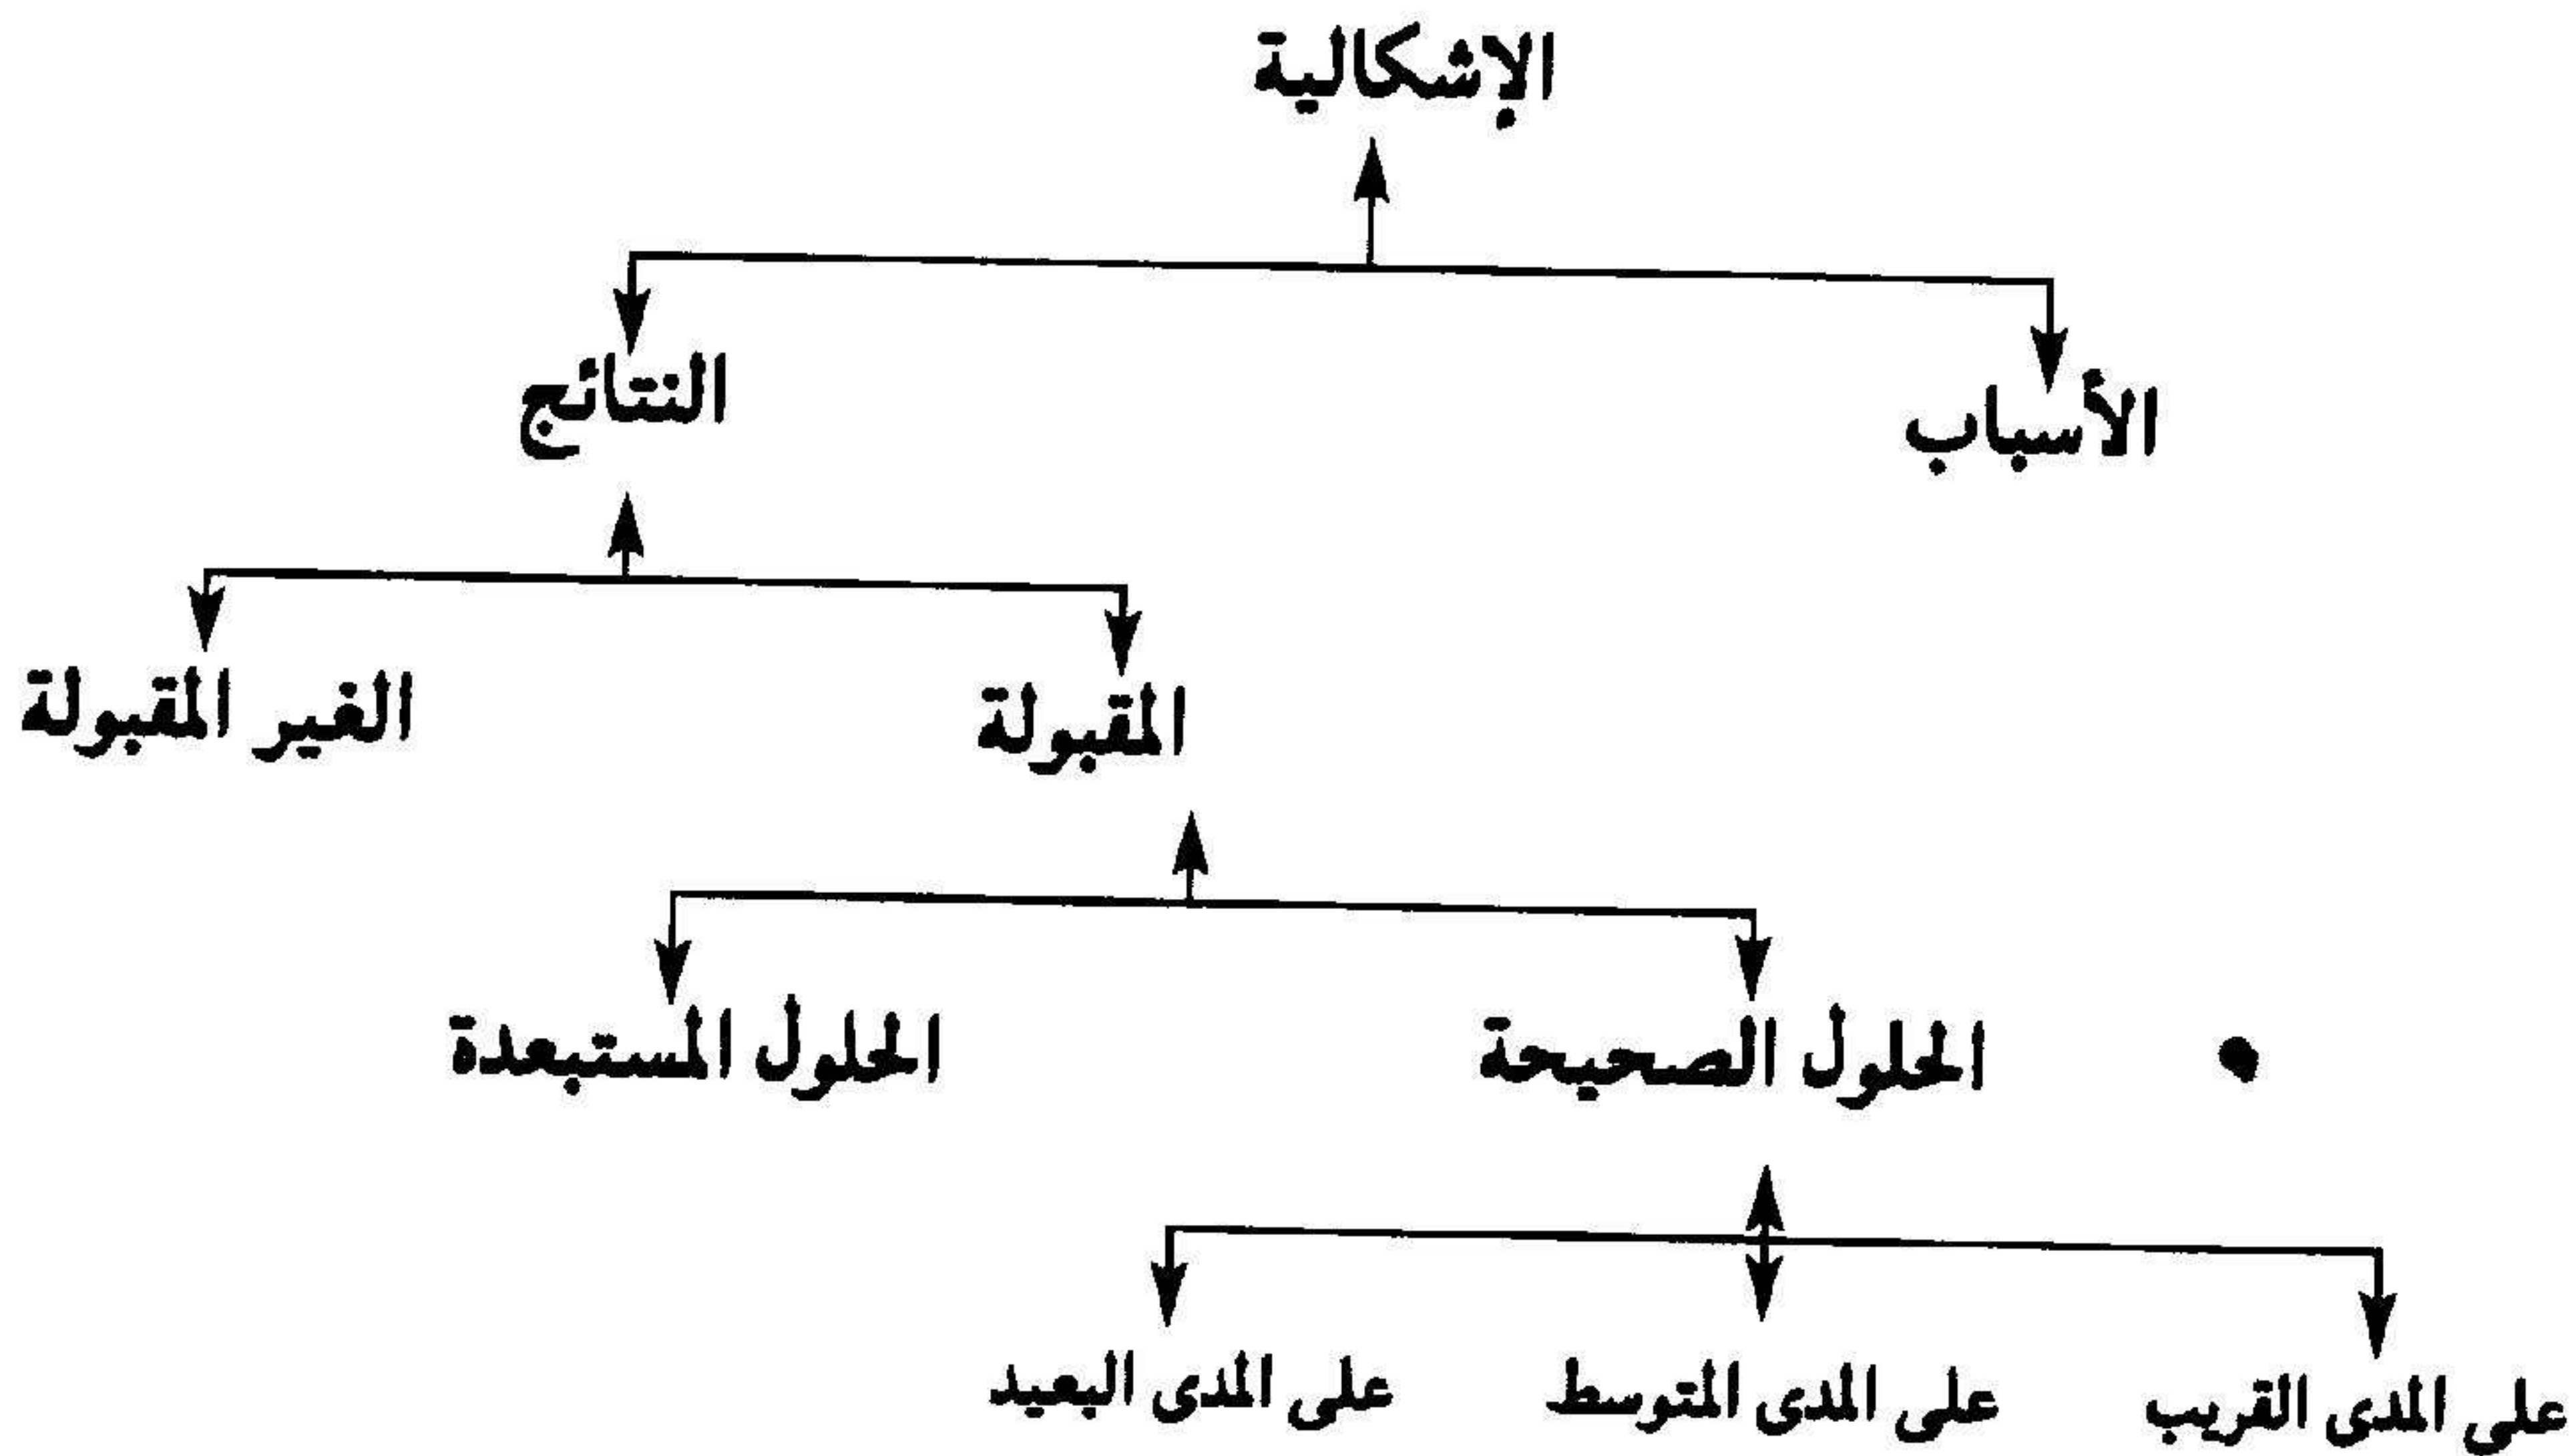 الإشكالية
الأسباب
النتائج
المقبولة
الغير المقبولة
الحلول الصحيحة
الحلول المستبعدة
على المدى القريب
على المدى المتوسط
على المدى البعيد